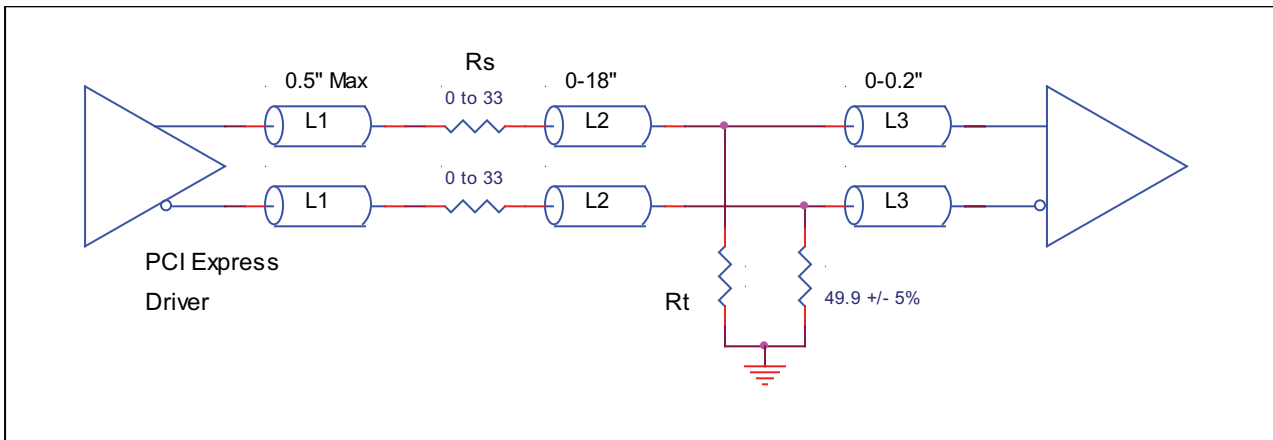 Rs
0.5" Max
0-18"
0-0.2"
0 to 33
L1
L2
L3
0 to 33
L1
L2
L3
PCI Express
Driver
Rt
49.9 +/- 5%